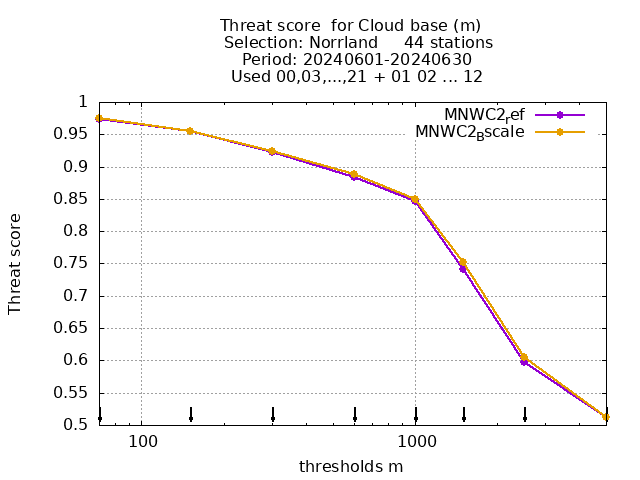 Threat score  for Cloud base (m)
Selection: Norrland     44 stations
Period: 20240601-20240630
Used 00,03,...,21 + 01 02 ... 12
MNWC2ref
MNWC2Bscale
1
0.95
0.9
0.85
0.8
0.75
0.7
0.65
0.6
0.55
0.5
Threat score
100
1000
thresholds m